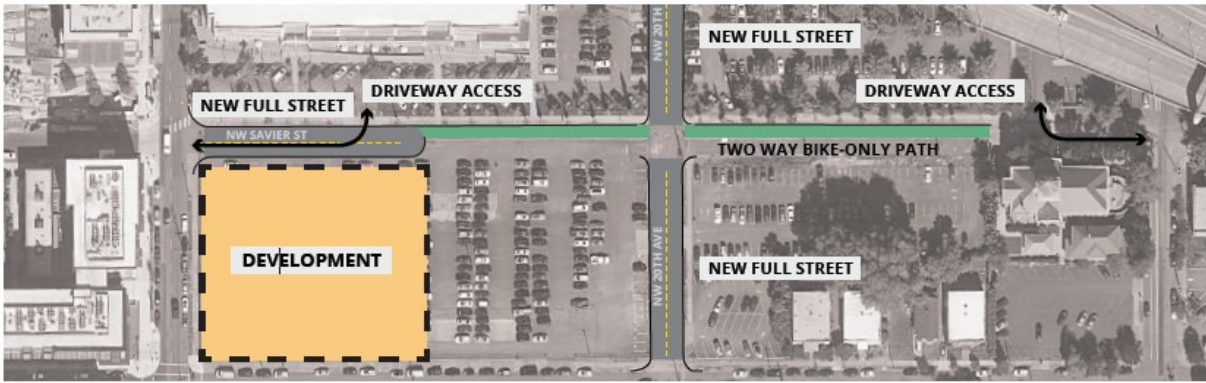 NW 20TH
NEW FULL STREET
DRIVEWAY ACCESS
DRIVEWAY ACCESS
NEW FULL STREET
NW SAVIER ST
TWO WAY BIKE-ONLY PATH
DEVELOPMENT
NW 20TH AVE
NEW FULL STREET